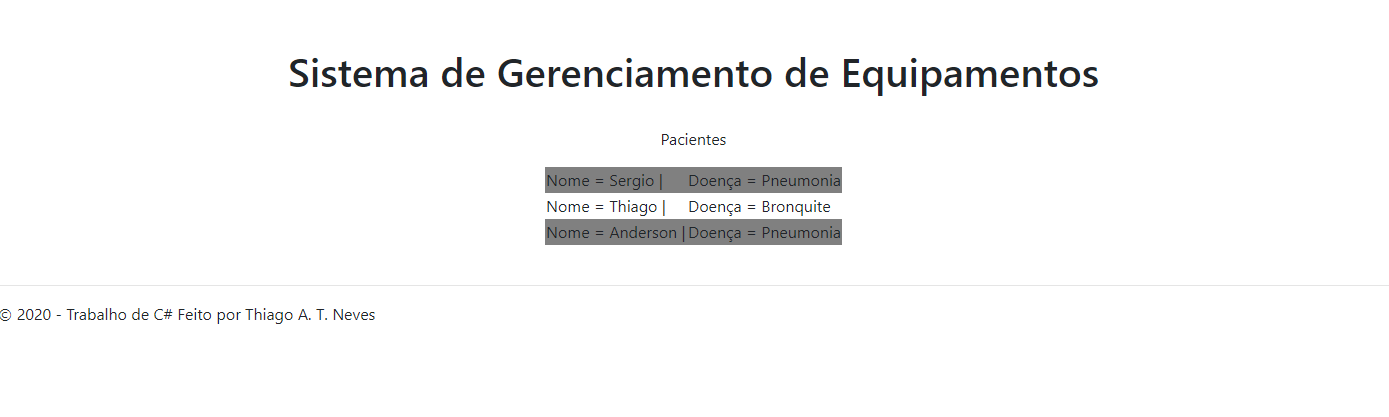 Sistema de Gerenciamento de Equipamentos
Pacientes
Nome = Sergio | Doença = Pneumonia
Nome = Thiago | Doença = Bronquite
Nome = Anderson | Doença = Pneumonia
© 2020 - Trabalho de C# Feito por Thiago A. T. Neves